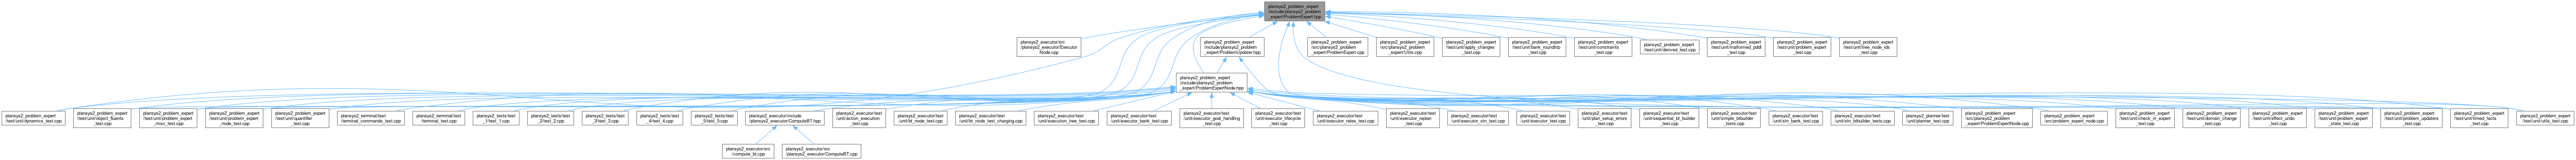 plansys2_problem_expert
/include/plansys2_problem
_expert/ProblemExpert.hpp
plansys2_executor/src
/plansys2_executor/Executor
Node.cpp
plansys2_problem_expert
/include/plansys2_problem
_expert/ProblemUpdater.hpp
plansys2_problem_expert
/src/plansys2_problem
_expert/ProblemExpert.cpp
plansys2_problem_expert
/src/plansys2_problem
_expert/Utils.cpp
plansys2_problem_expert
/test/unit/apply_changes
_test.cpp
plansys2_problem_expert
/test/unit/bank_roundtrip
_test.cpp
plansys2_problem_expert
/test/unit/constraints
_test.cpp
plansys2_problem_expert
/test/unit/derived_test.cpp
plansys2_problem_expert
/test/unit/malformed_pddl
_test.cpp
plansys2_problem_expert
/test/unit/problem_expert
_test.cpp
plansys2_problem_expert
/test/unit/tree_node_ids
_test.cpp
plansys2_problem_expert
/include/plansys2_problem
_expert/ProblemExpertNode.hpp
plansys2_problem_expert
/test/unit/dynamics_test.cpp
plansys2_problem_expert
/test/unit/object_fluents
_test.cpp
plansys2_problem_expert
/test/unit/problem_expert
_misc_test.cpp
plansys2_problem_expert
/test/unit/problem_expert
_node_test.cpp
plansys2_problem_expert
/test/unit/quantifier
_test.cpp
plansys2_terminal/test
/terminal_commands_test.cpp
plansys2_terminal/test
/terminal_test.cpp
plansys2_tests/test
_1/test_1.cpp
plansys2_tests/test
_2/test_2.cpp
plansys2_tests/test
_3/test_3.cpp
plansys2_tests/test
_4/test_4.cpp
plansys2_tests/test
_5/test_5.cpp
plansys2_executor/include
/plansys2_executor/ComputeBT.hpp
plansys2_executor/test
/unit/action_execution
_test.cpp
plansys2_executor/test
/unit/bt_node_test.cpp
plansys2_executor/test
/unit/bt_node_test_charging.cpp
plansys2_executor/test
/unit/execution_tree_test.cpp
plansys2_executor/test
/unit/executor_bank_test.cpp
plansys2_executor/test
/unit/executor_goal_handling
_test.cpp
plansys2_executor/test
/unit/executor_lifecycle
_test.cpp
plansys2_executor/test
/unit/executor_ratee_test.cpp
plansys2_executor/test
/unit/executor_replan
_test.cpp
plansys2_executor/test
/unit/executor_stn_test.cpp
plansys2_executor/test
/unit/executor_test.cpp
plansys2_executor/test
/unit/plan_setup_errors
_test.cpp
plansys2_executor/test
/unit/sequential_bt_builder
_test.cpp
plansys2_executor/test
/unit/simple_btbuilder
_tests.cpp
plansys2_executor/test
/unit/stn_bank_test.cpp
plansys2_executor/test
/unit/stn_btbuilder_tests.cpp
plansys2_planner/test
/unit/planner_test.cpp
plansys2_problem_expert
/src/plansys2_problem
_expert/ProblemExpertNode.cpp
plansys2_problem_expert
/src/problem_expert_node.cpp
plansys2_problem_expert
/test/unit/check_in_expert
_test.cpp
plansys2_problem_expert
/test/unit/domain_change
_test.cpp
plansys2_problem_expert
/test/unit/effect_undo
_test.cpp
plansys2_problem_expert
/test/unit/problem_expert
_state_test.cpp
plansys2_problem_expert
/test/unit/problem_updates
_test.cpp
plansys2_problem_expert
/test/unit/timed_facts
_test.cpp
plansys2_problem_expert
/test/unit/utils_test.cpp
plansys2_executor/src
/compute_bt.cpp
plansys2_executor/src
/plansys2_executor/ComputeBT.cpp